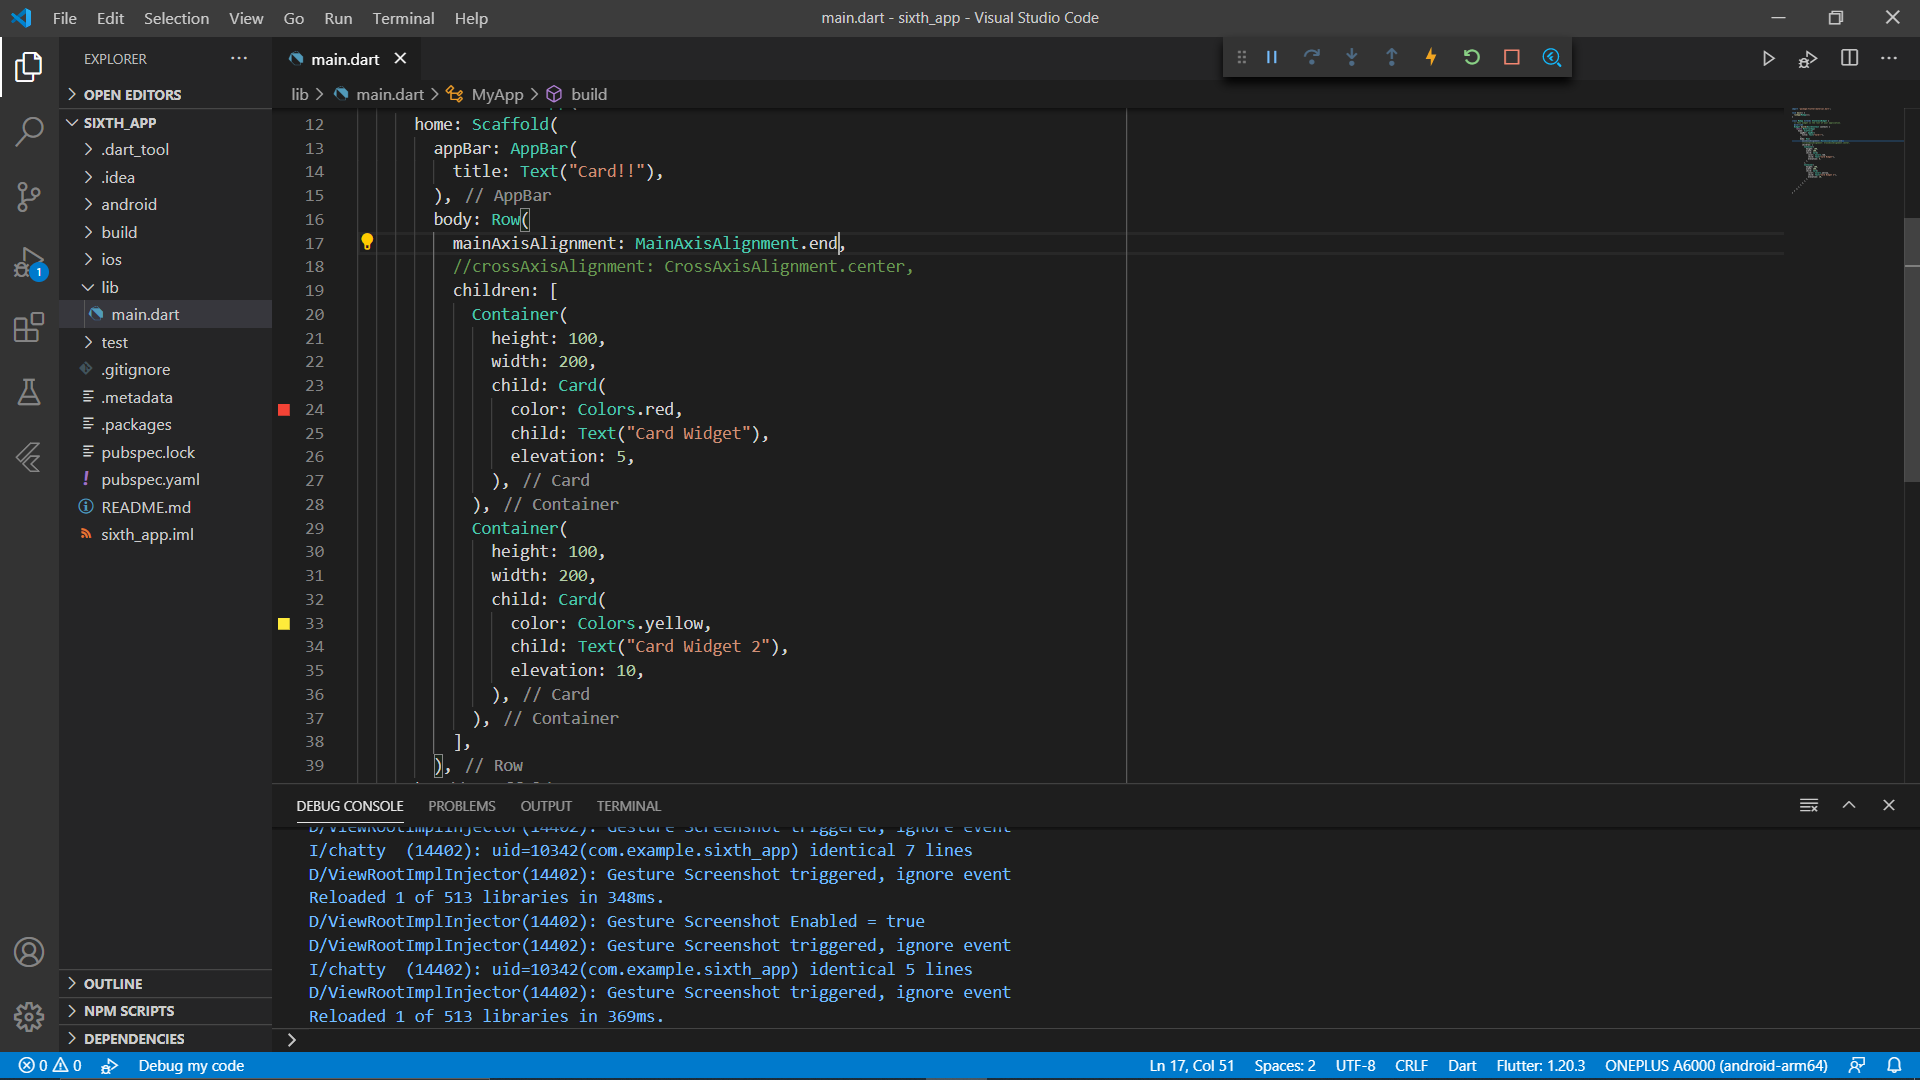 File Edit Selection View Go Run Terminal Help
main.dart - sixth_app - Visual Studio Code
EXPLORER
main.dart
OPEN EDITORS
SIXTH_APP
.dart_tool
.idea
android
build
ios
lib
main.dart
test
.gitignore
.metadata
.packages
pubspec.lock
pubspec.yaml
README.md
sixth_app.iml
OUTLINE
NPM SCRIPTS
DEPENDENCIES
1
lib > main.dart > MyApp > build
12 home: Scaffold(
13 appBar: AppBar(
14 title: Text("Card!!"),
15 ), // AppBar
16 body: Row(
17 mainAxisAlignment: MainAxisAlignment.end,
18 //crossAxisAlignment: CrossAxisAlignment.center,
19 children: [
20 Container(
21 height: 100,
22 width: 200,
23 child: Card(
24 color: Colors.red,
25 child: Text("Card Widget"),
26 elevation: 5,
27 ), // Card
28 ), // Container
29 Container(
30 height: 100,
31 width: 200,
32 child: Card(
33 color: Colors.yellow,
34 child: Text("Card Widget 2"),
35 elevation: 10,
36 ), // Card
37 ), // Container
38 ],
39 ), // Row
DEBUG CONSOLE PROBLEMS OUTPUT TERMINAL
D/ViewRootImplInjector(14402): Gesture Screenshot triggered, ignore event
I/chatty  (14402): uid=10342(com.example.sixth_app) identical 7 lines
D/ViewRootImplInjector(14402): Gesture Screenshot triggered, ignore event
Reloaded 1 of 513 libraries in 348ms.
D/ViewRootImplInjector(14402): Gesture Screenshot Enabled = true
D/ViewRootImplInjector(14402): Gesture Screenshot triggered, ignore event
I/chatty  (14402): uid=10342(com.example.sixth_app) identical 5 lines
D/ViewRootImplInjector(14402): Gesture Screenshot triggered, ignore event
Reloaded 1 of 513 libraries in 369ms.
0 0 Debug my code Ln 17, Col 51 Spaces: 2 UTF-8 CRLF Dart Flutter: 1.20.3 ONEPLUS A6000 (android-arm64)